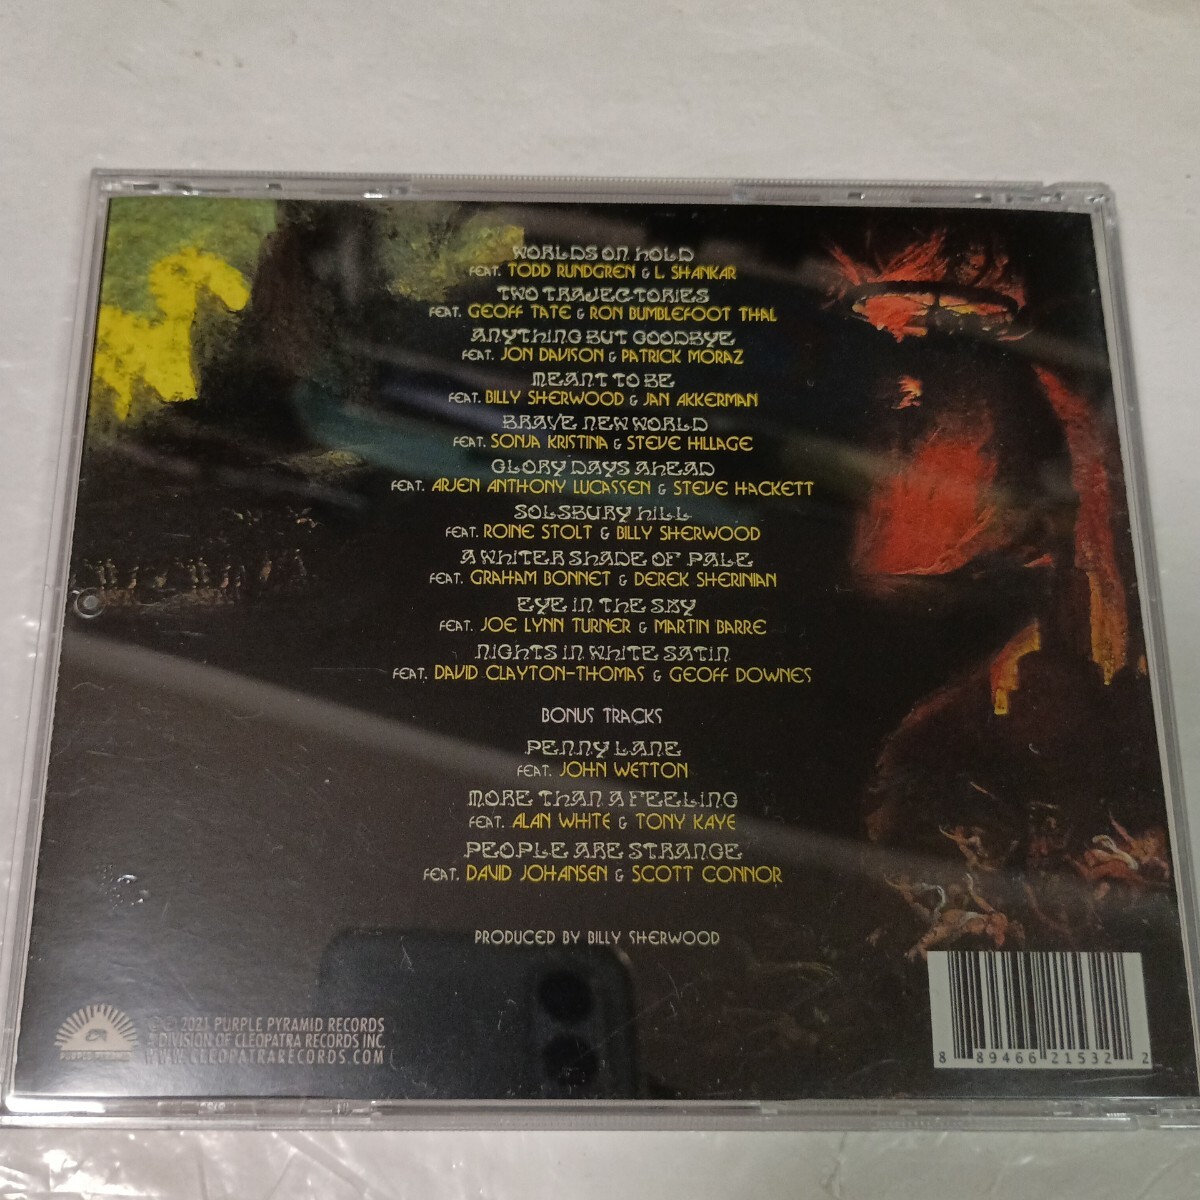 WORLDS ON HOLD
FEAT. TODD RUNDGREN & L. SHANKAR
TWO TRAJECTORIES
FEAT. GEOFF TATE & RON BUMBLEFOOT THAL
ANYTHING BUT GOODBYE
FEAT. JON DAVISON & PATRICK MORAZ
MEANT TO BE
FEAT. BILLY SHERWOOD & JAN AKKERMAN
BRAVE NEW WORLD
FEAT. SONJA KRISTINA & STEVE HILLAGE
GLORY DAYS AHEAD
FEAT. ARJEN ANTHONY LUCASSEN & STEVE HACKETT
SOLSBURY HILL
FEAT. ROINE STOLT & BILLY SHERWOOD
A WHITER SHADE OF PALE
FEAT. GRAHAM BONNET & DEREK SHERINIAN
EYE IN THE SKY
FEAT. JOE LYNN TURNER & MARTIN BARRE
NIGHTS IN WHITE SATIN
FEAT. DAVID CLAYTON-THOMAS & GEOFF DOWNES
BONUS TRACKS
PENNY LANE
FEAT. JOHN WETTON
MORE THAN A FEELING
FEAT. ALAN WHITE & TONY KAYE
PEOPLE ARE STRANGE
FEAT. DAVID JOHANSEN & SCOTT CONNOR
PRODUCED BY BILLY SHERWOOD
PURPLE PYRAMID
℗ © 2021 PURPLE PYRAMID RECORDS
A DIVISION OF CLEOPATRA RECORDS INC.
WWW.CLEOPATRARECORDS.COM
8 89466 21532 2